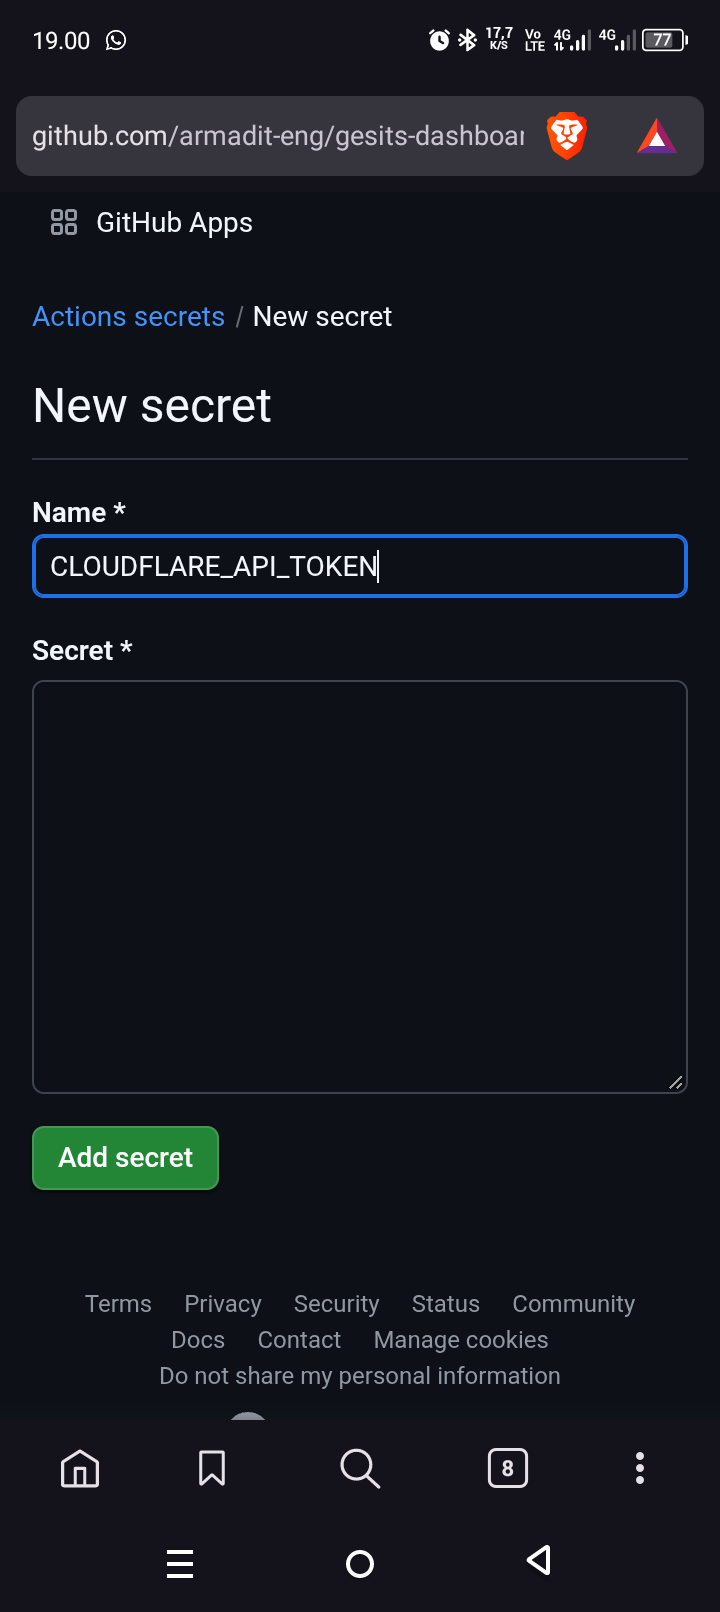 19.00
17,7 K/S Vo LTE 4G 4G 77
github.com/armadit-eng/gesits-dashboar
GitHub Apps
Actions secrets / New secret
New secret
Name *
CLOUDFLARE_API_TOKEN
Secret *
Add secret
Terms Privacy Security Status Community
Docs Contact Manage cookies
Do not share my personal information
8